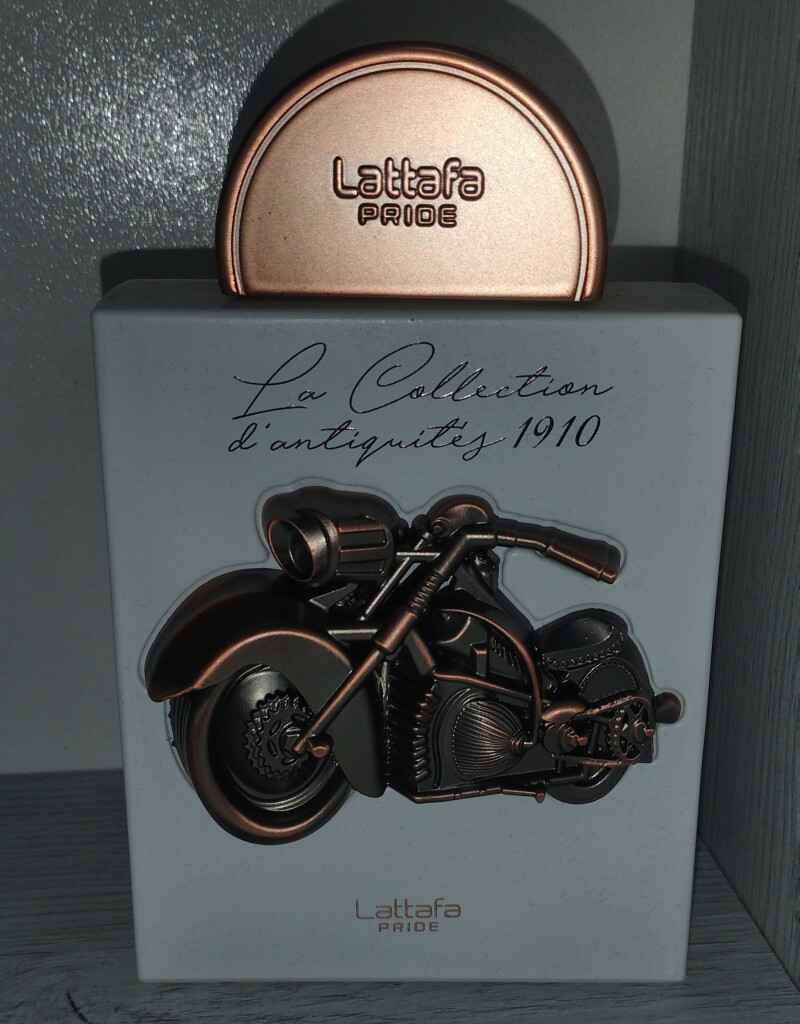 Lattafa
PRIDE
La Collection
d'antiquités 1910
Lattafa
PRIDE